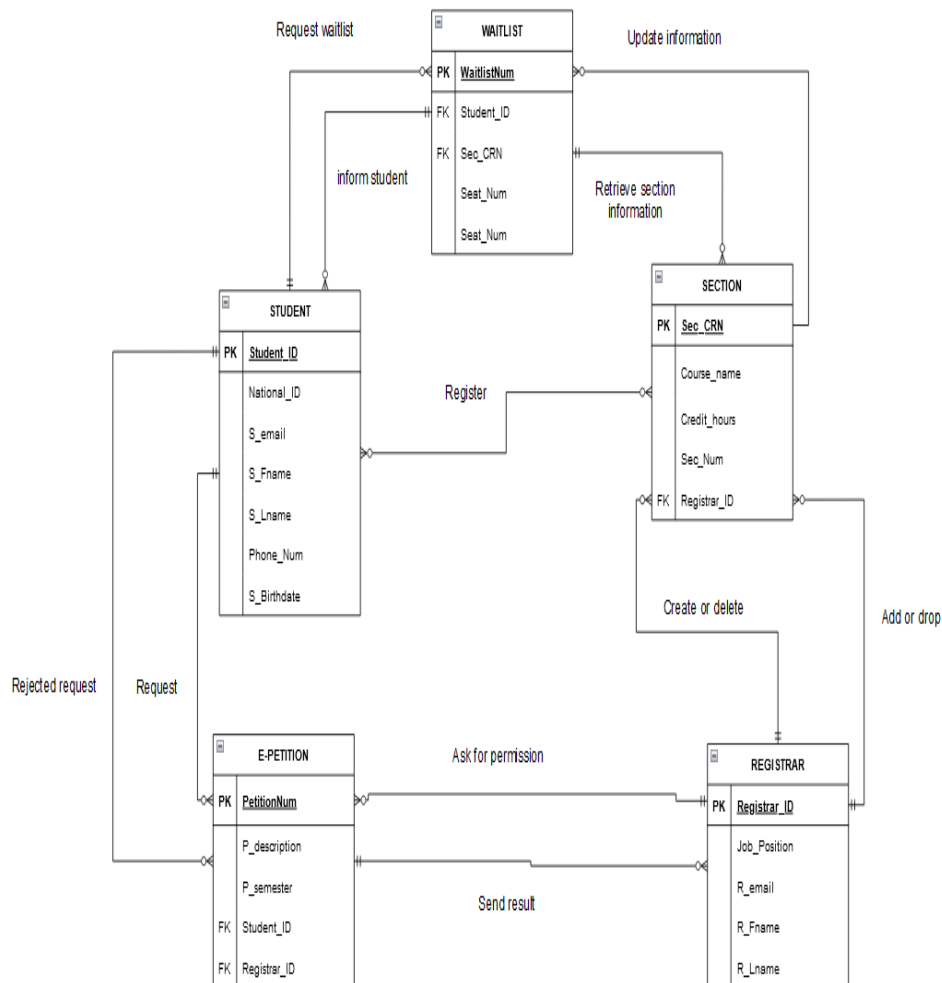 Request waitlist
WAITLIST
Update information
PK WaitlistNum
FK Student_ID
FK Sec_CRN
Seat_Num
Seat_Num
inform student
Retrieve section
information
SECTION
PK Sec_CRN
Course_name
Credit_hours
Sec_Num
FK Registrar_ID
STUDENT
PK Student_ID
National_ID
S_email
S_Fname
S_Lname
Phone_Num
S_Birthdate
Register
Create or delete
Add or drop
Rejected request
Request
E-PETITION
PK PetitionNum
P_description
P_semester
FK Student_ID
FK Registrar_ID
Ask for permission
Send result
REGISTRAR
PK Registrar_ID
Job_Position
R_email
R_Fname
R_Lname